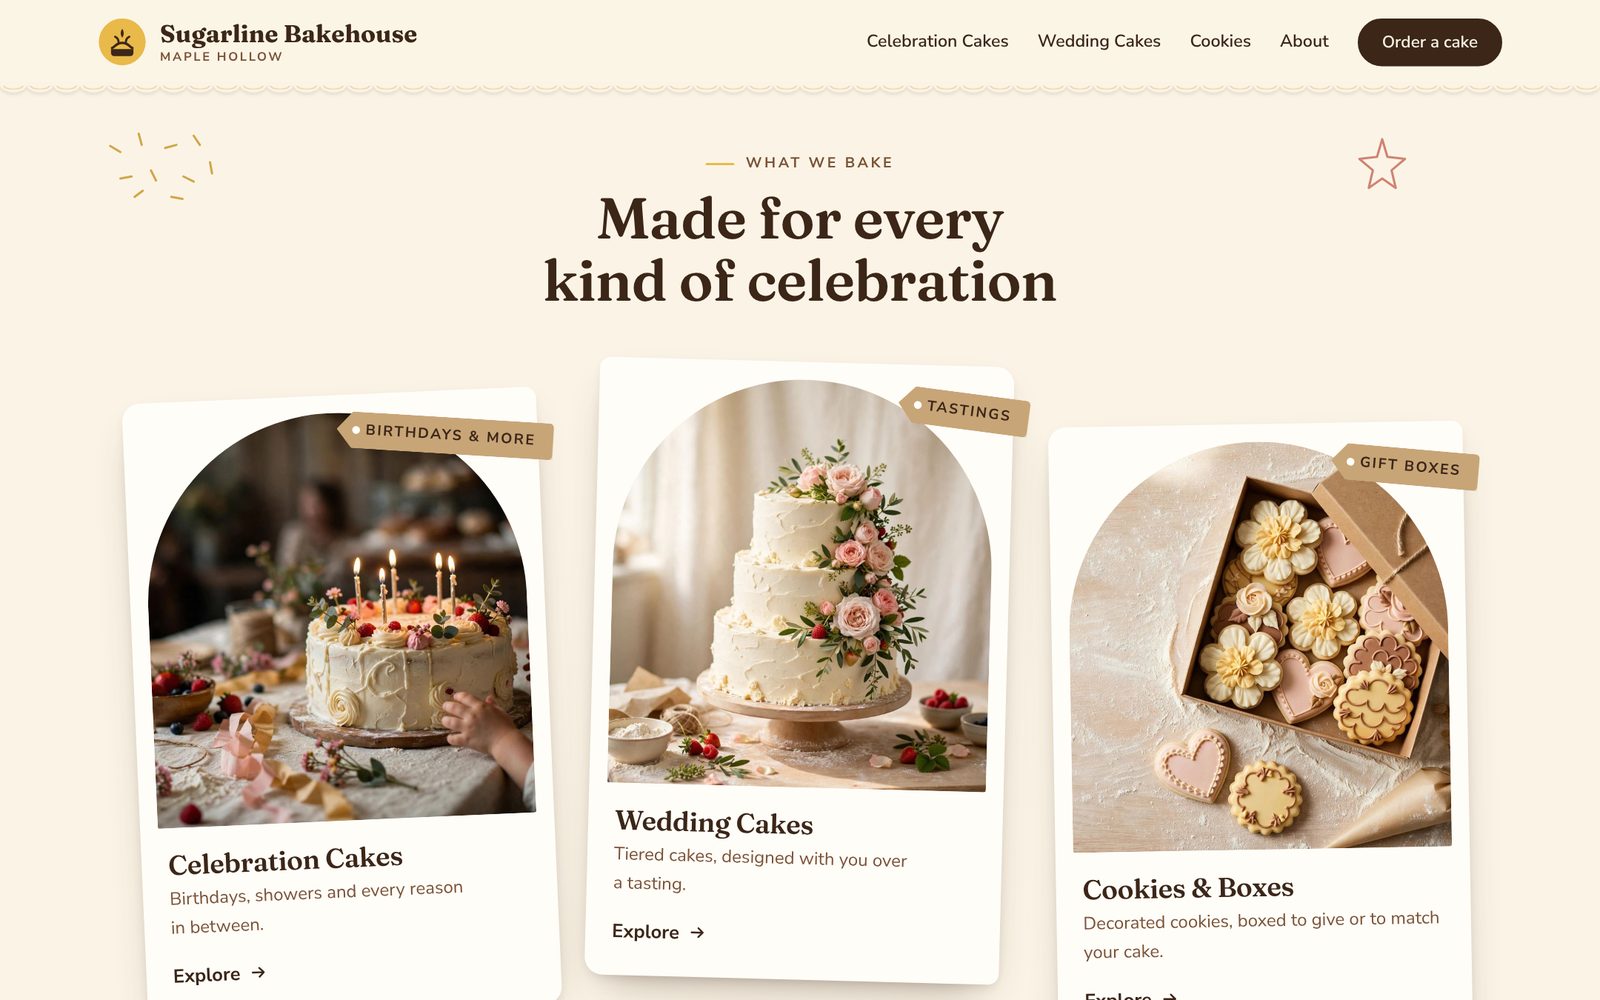 Sugarline Bakehouse
MAPLE HOLLOW
Celebration Cakes
Wedding Cakes
Cookies
About
Order a cake
WHAT WE BAKE
Made for every
kind of celebration
BIRTHDAYS & MORE
Celebration Cakes
Birthdays, showers and every reason
in between.
Explore →
TASTINGS
Wedding Cakes
Tiered cakes, designed with you over
a tasting.
Explore →
GIFT BOXES
Cookies & Boxes
Decorated cookies, boxed to give or to match
your cake.
Explore →